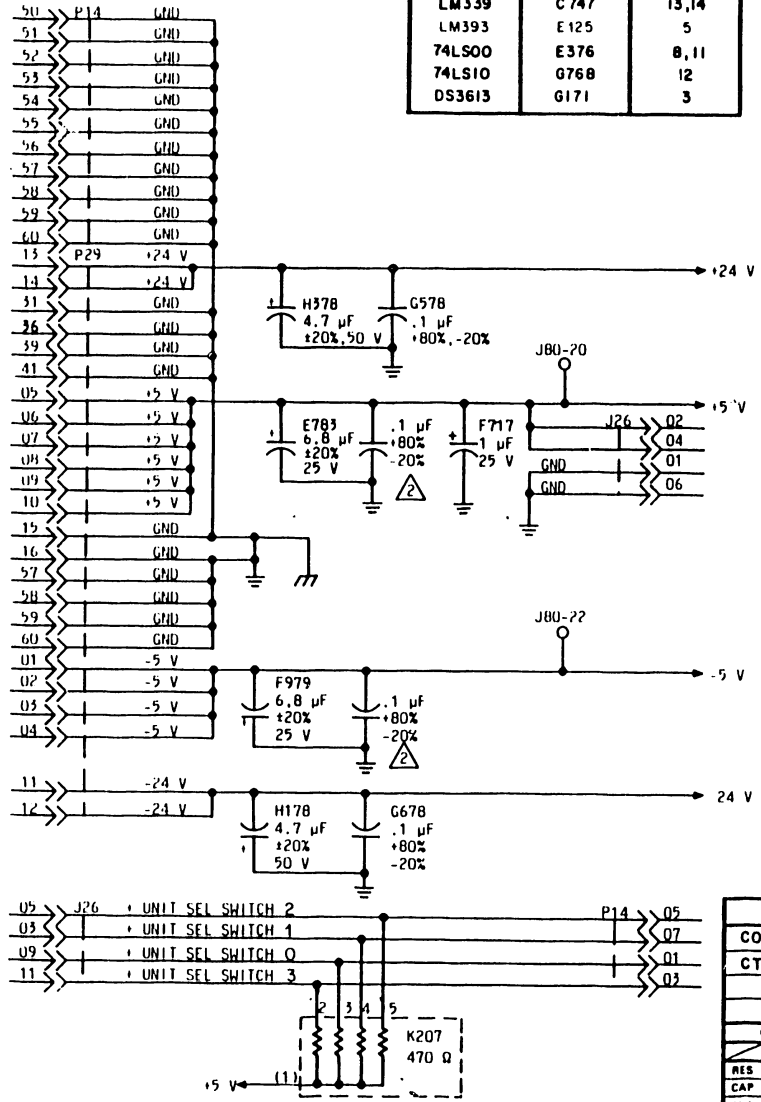 LM339 C747 13,14
LM393 E125 5
74LS00 E376 8,11
74LS10 G768 12
DS3613 G171 3
50 P14 GND
51 GND
52 GND
53 GND
54 GND
55 GND
56 GND
57 GND
58 GND
59 GND
60 GND
13 P29 +24 V
14 +24 V
+24 V
31 GND
36 GND
39 GND
41 GND
H378
4.7 µF
±20%,50 V
G578
.1 µF
+80%,-20%
J80-20
05 +5 V
06 +5 V
07 +5 V
08 +5 V
09 +5 V
10 +5 V
+5 V
E783
6.8 µF
±20%
25 V
.1 µF
+80%
-20%
2
F717
1 µF
25 V
J26 02
04
GND 01
GND 06
15 GND
16 GND
57 GND
58 GND
59 GND
60 GND
J80-22
01 -5 V
02 -5 V
03 -5 V
04 -5 V
-5 V
F979
6.8 µF
±20%
25 V
.1 µF
+80%
-20%
2
11 -24 V
12 -24 V
24 V
H178
4.7 µF
±20%
50 V
G678
.1 µF
+80%
-20%
05 J26 + UNIT SEL SWITCH 2 P14 05
03 + UNIT SEL SWITCH 1 07
09 + UNIT SEL SWITCH 0 01
11 + UNIT SEL SWITCH 3 03
2 3 4 5
K207
470 Ω
+5 V (1)
CO
CT
RES
CAP